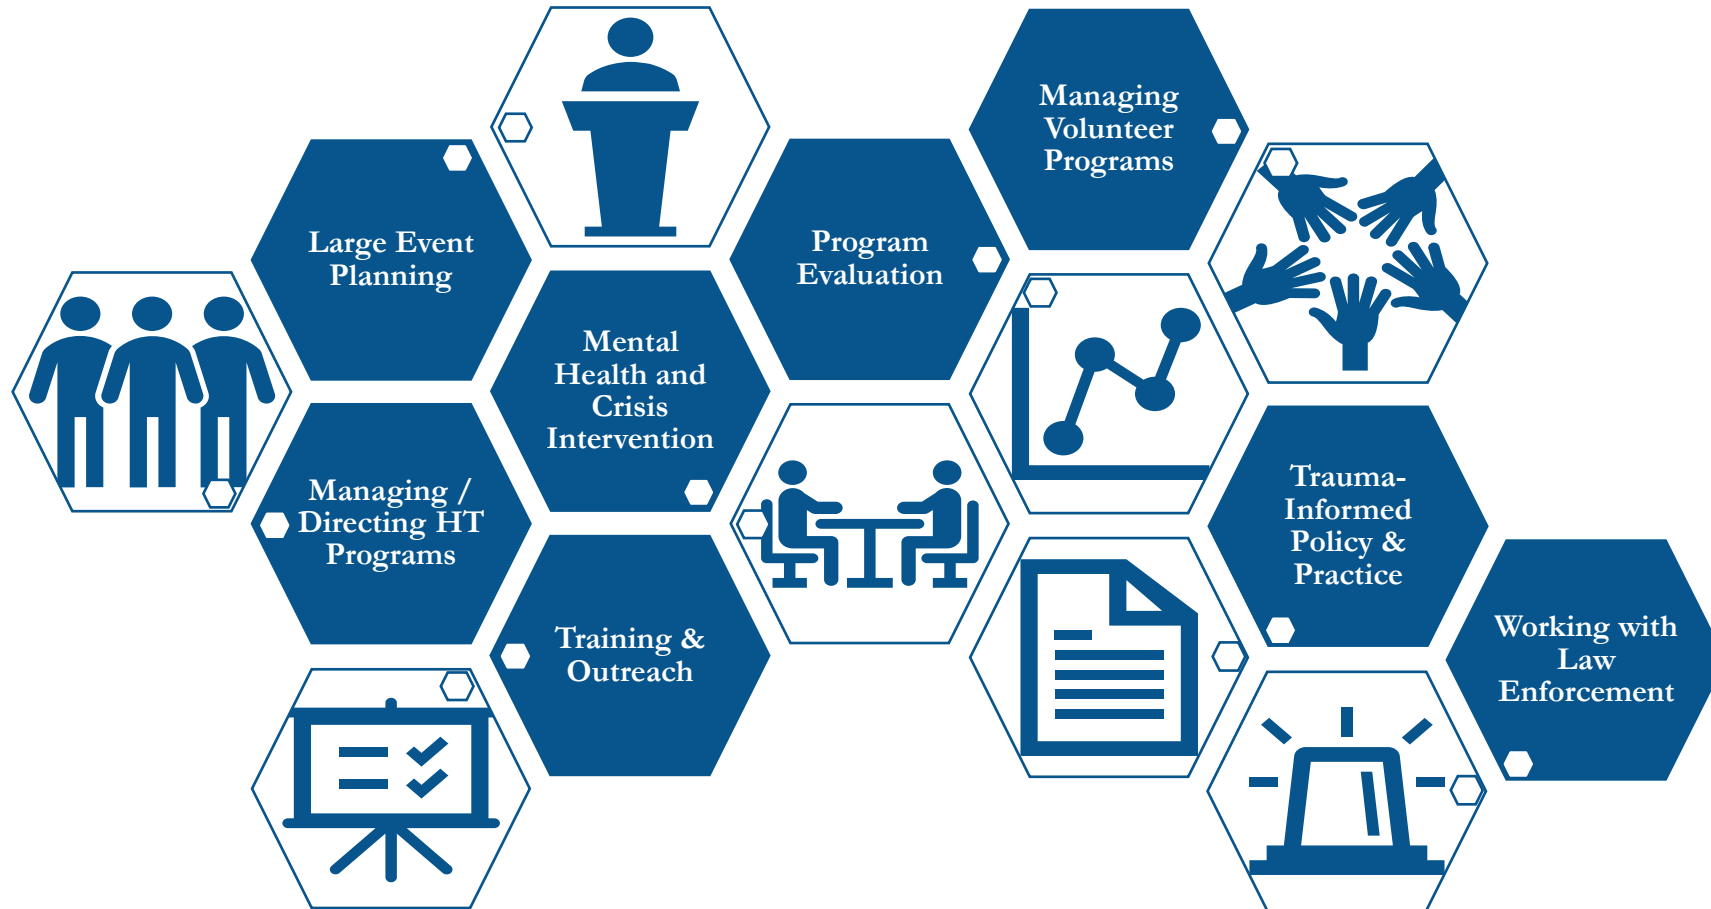 Managing
Volunteer
Programs
Large Event
Planning
Program
Evaluation
Mental
Health and
Crisis
Intervention
Managing /
Directing HT
Programs
Trauma-
Informed
Policy &
Practice
Training &
Outreach
Working with
Law
Enforcement